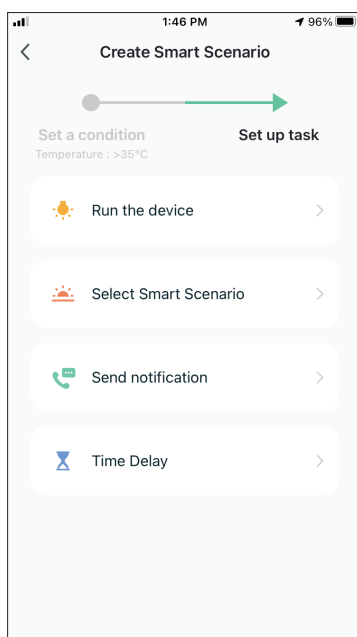 1:46 PM
96%
Create Smart Scenario
Set a condition
Set up task
Temperature : >35°C
Run the device
Select Smart Scenario
Send notification
Time Delay